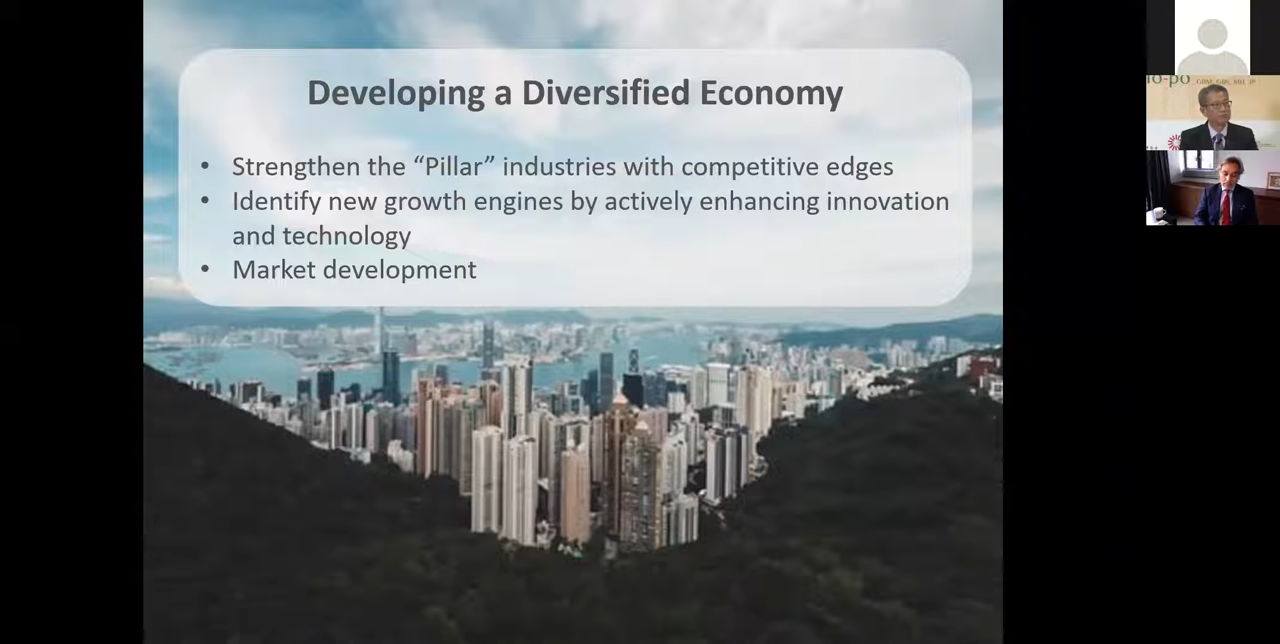 Developing a Diversified Economy
• Strengthen the “Pillar” industries with competitive edges
• Identify new growth engines by actively enhancing innovation
and technology
• Market development